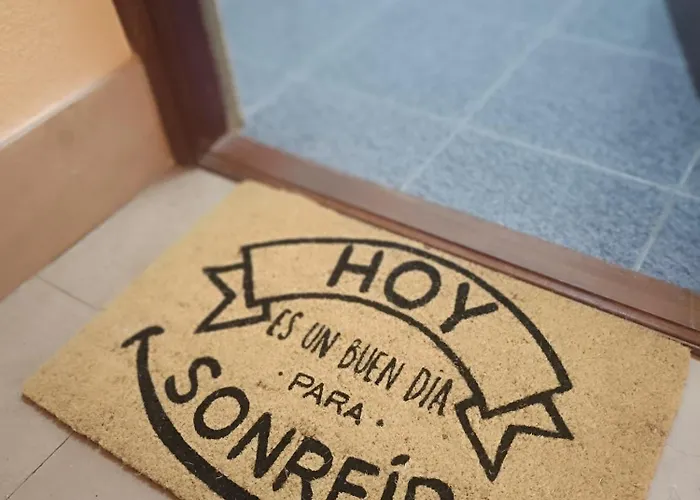 HOY
ES UN BUEN DÍA
· PARA ·
SONREÍR